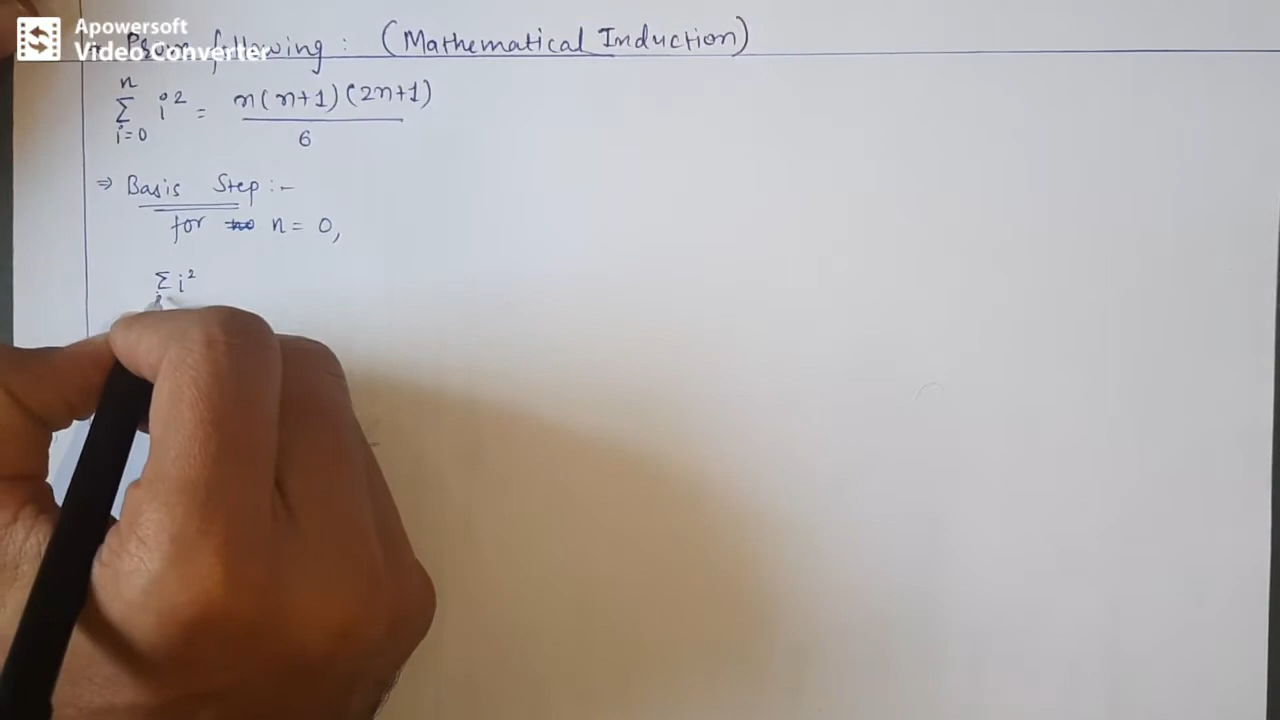 Apowersoft
Video Converter
following : (Mathematical Induction)
n
Σ i² = n(n+1)(2n+1)
i=0 6
⇒ Basis Step :-
for n = 0,
Σ i²